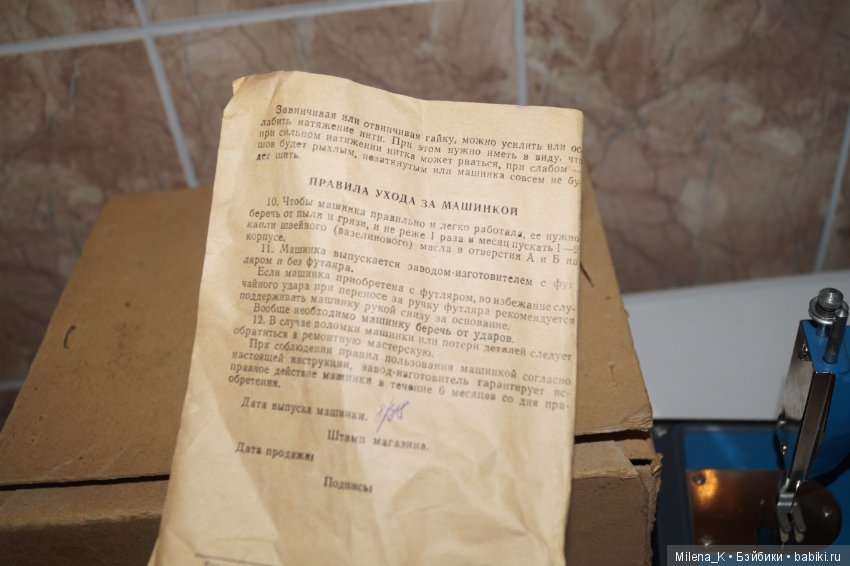 Завинчивая или отвинчивая гайку, можно усилить или ос-
лабить натяжение нити. При этом нужно иметь в виду, что
при сильном натяжении нитка может рваться, при слабом —
шов будет рыхлым, незатянутым или машинка совсем не бу-
дет шить.
ПРАВИЛА УХОДА ЗА МАШИНКОЙ
10. Чтобы машинка правильно и легко работала, ее нужно
беречь от пыли и грязи, и не реже 1 раза в месяц пускать 1—2
капли швейного (вазелинового) масла в отверстия А и Б на
корпусе.
11. Машинка выпускается заводом-изготовителем с фут-
ляром и без футляра.
Если машинка приобретена с футляром, во избежание слу-
чайного удара при переносе за ручку футляра рекомендуется
поддерживать машинку рукой снизу за основание.
Вообще необходимо машинку беречь от ударов.
12. В случае поломки машинки или потери деталей следует
обратиться в ремонтную мастерскую.
При соблюдении правил пользования машинкой согласно
настоящей инструкции, завод-изготовитель гарантирует ис-
правное действие машинки в течение 6 месяцев со дня при-
обретения.
Дата выпуска машинки.
Штамп магазина.
Дата продажи:
Подпись:
Milena_K • Бэйбики • babiki.ru